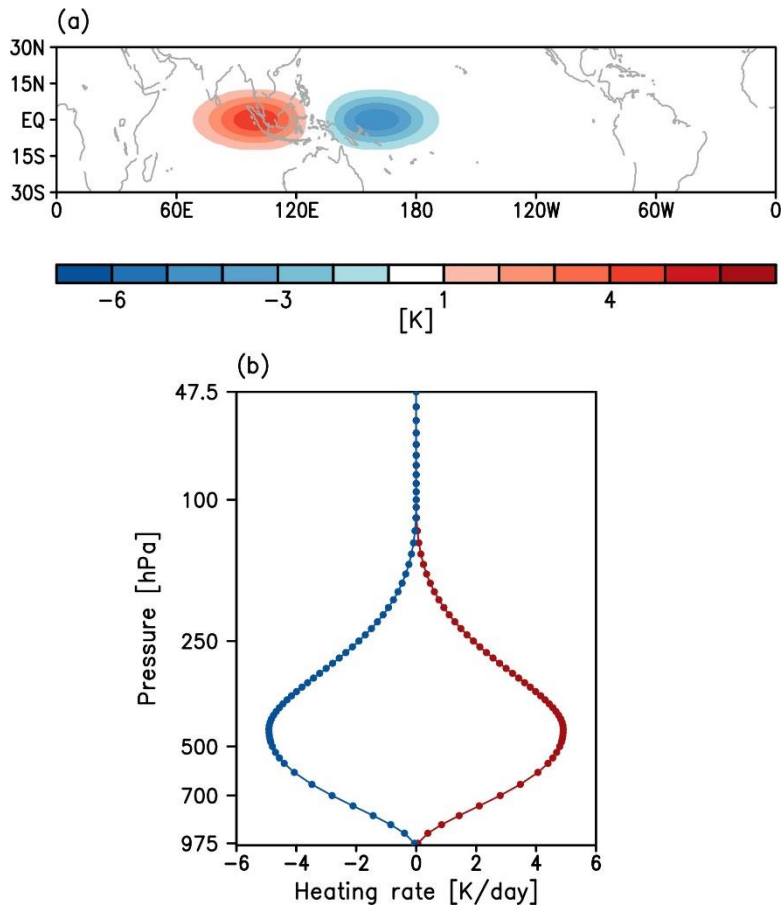 (a)
30N
15N
EQ
15S
30S
0 60E 120E 180 120W 60W 0
-6 -3 1 4
[K]
(b)
47.5
100
250
500
700
975
Pressure [hPa]
-6 -4 -2 0 2 4 6
Heating rate [K/day]